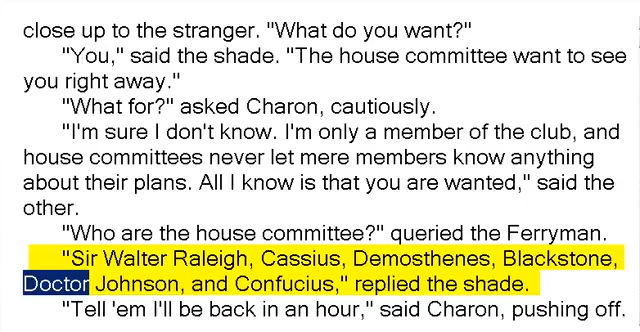 close up to the stranger. "What do you want?"
"You," said the shade. "The house committee want to see
you right away."
"What for?" asked Charon, cautiously.
"I'm sure I don't know. I'm only a member of the club, and
house committees never let mere members know anything
about their plans. All I know is that you are wanted," said the
other.
"Who are the house committee?" queried the Ferryman.
"Sir Walter Raleigh, Cassius, Demosthenes, Blackstone,
Doctor Johnson, and Confucius," replied the shade.
"Tell 'em I'll be back in an hour," said Charon, pushing off.